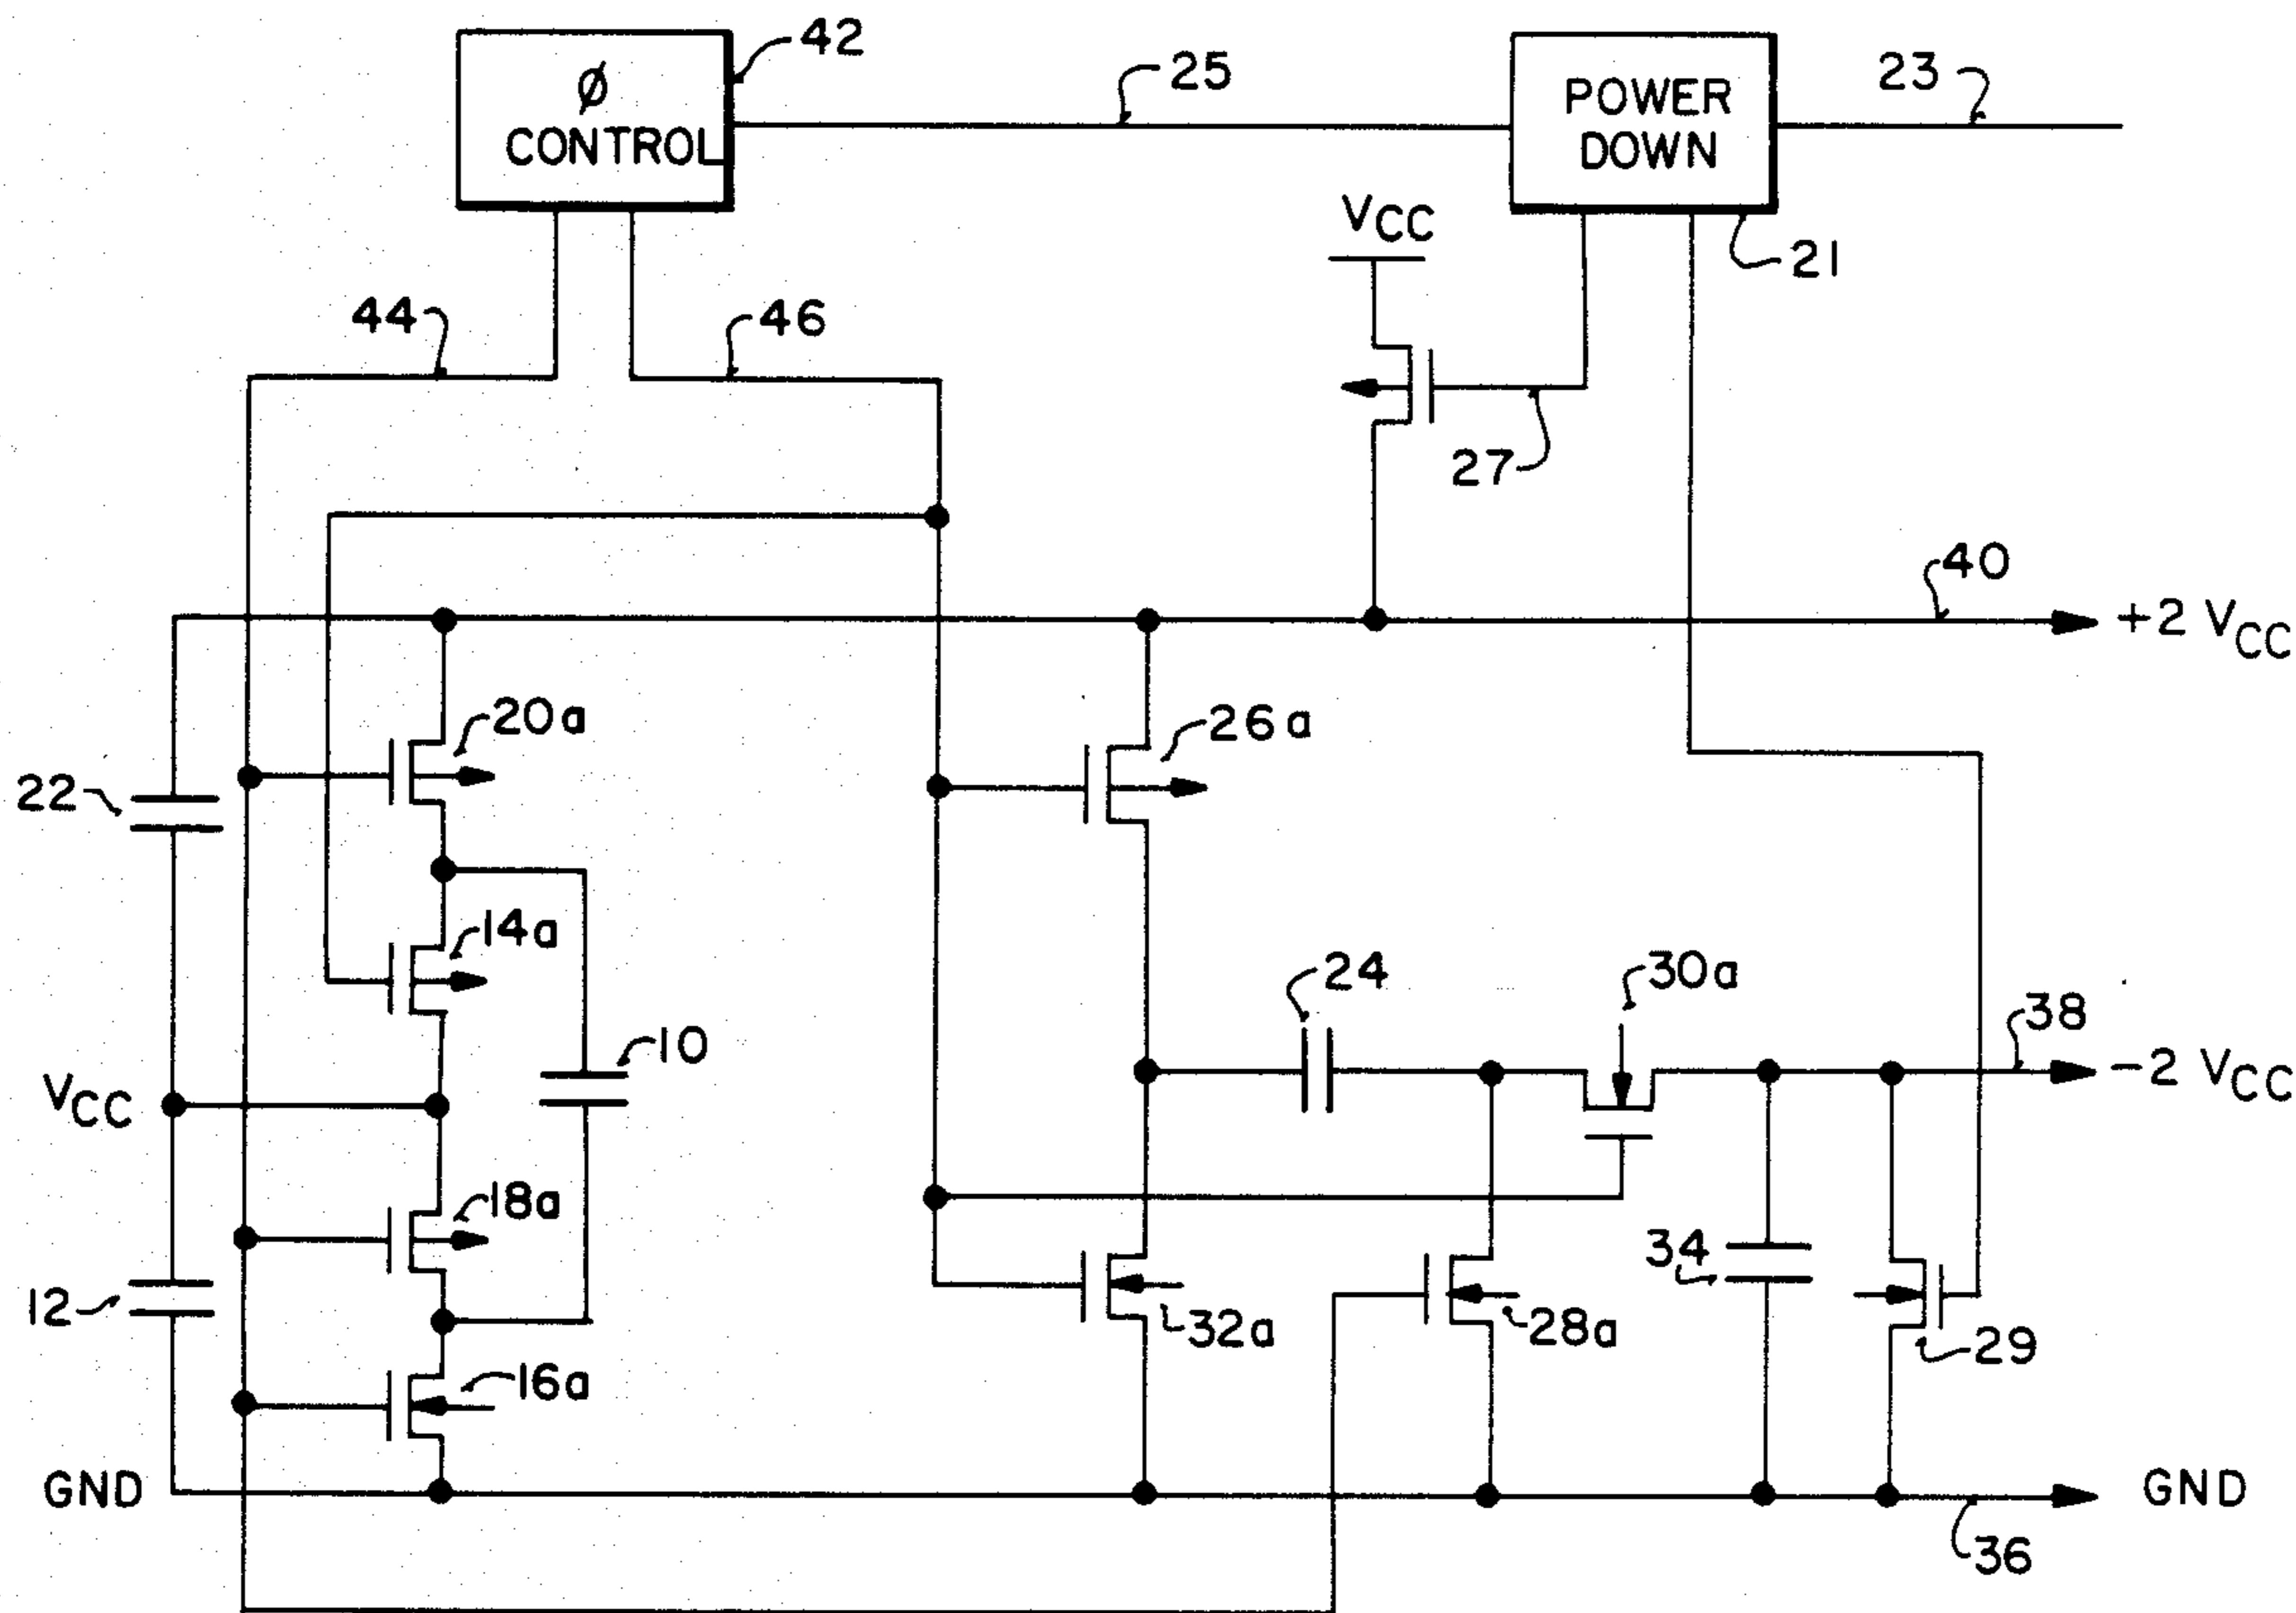 42
Ø
CONTROL
25
POWER
DOWN
23
VCC
21
44
46
27
40
+2 VCC
20a
26a
22
14a
24
30a
38
10
VCC
-2 VCC
18a
34
12
32a
28a
29
16a
GND
GND
36